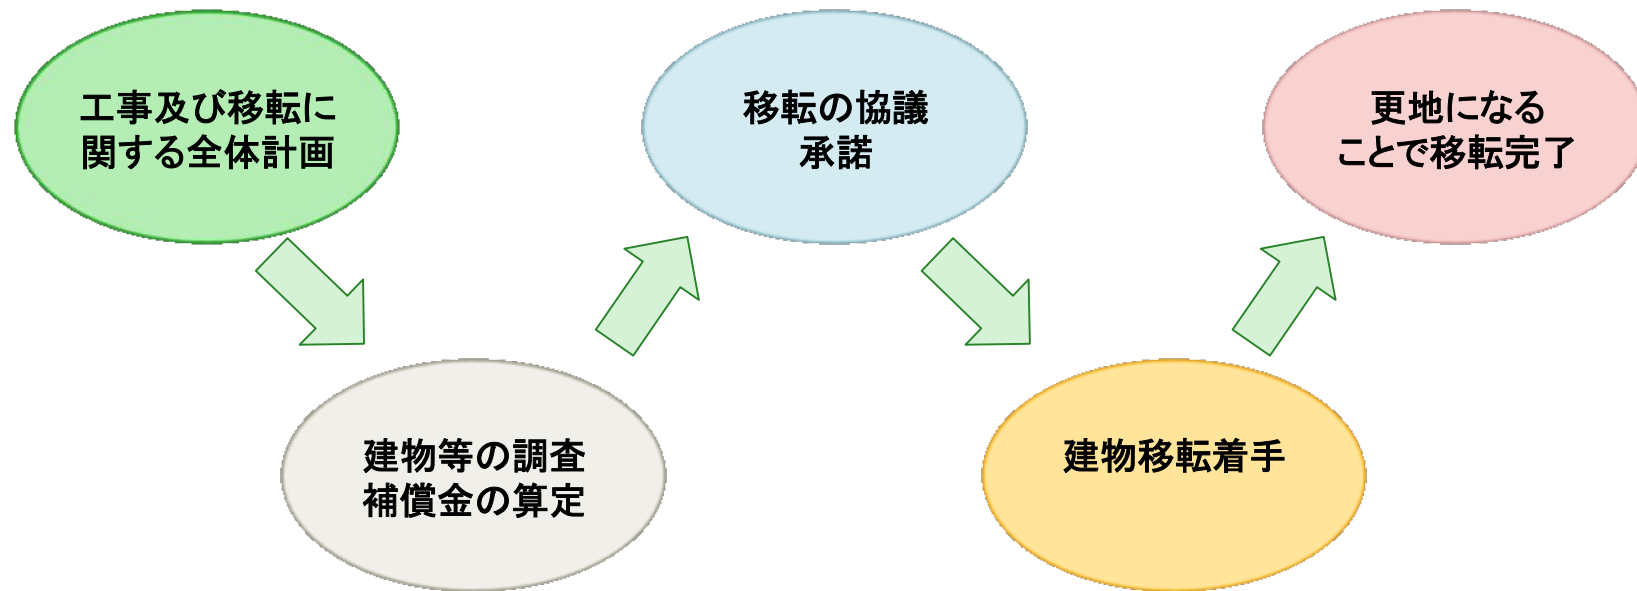 工事及び移転に
関する全体計画
建物等の調査
補償金の算定
移転の協議
承諾
建物移転着手
更地になる
ことで移転完了